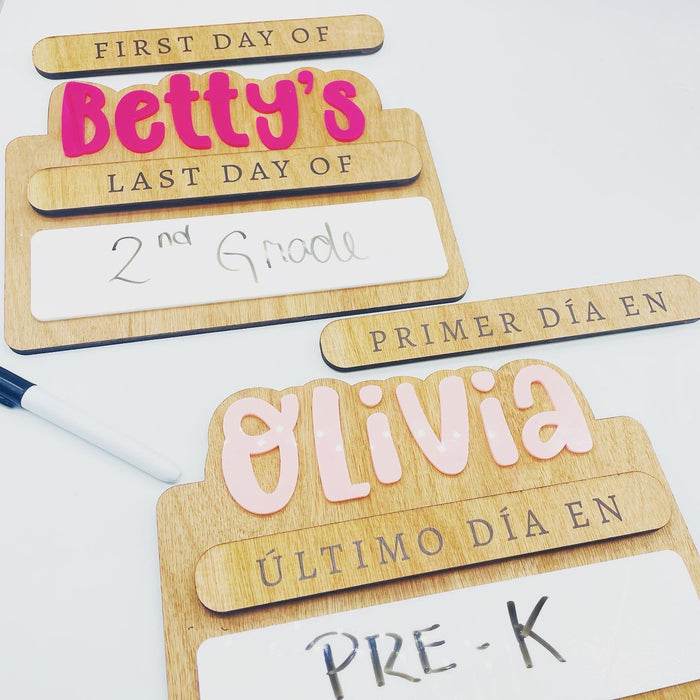 FIRST DAY OF
Betty's
LAST DAY OF
2nd Grade
PRIMER DÍA EN
Olivia
ÚLTIMO DÍA EN
PRE-K